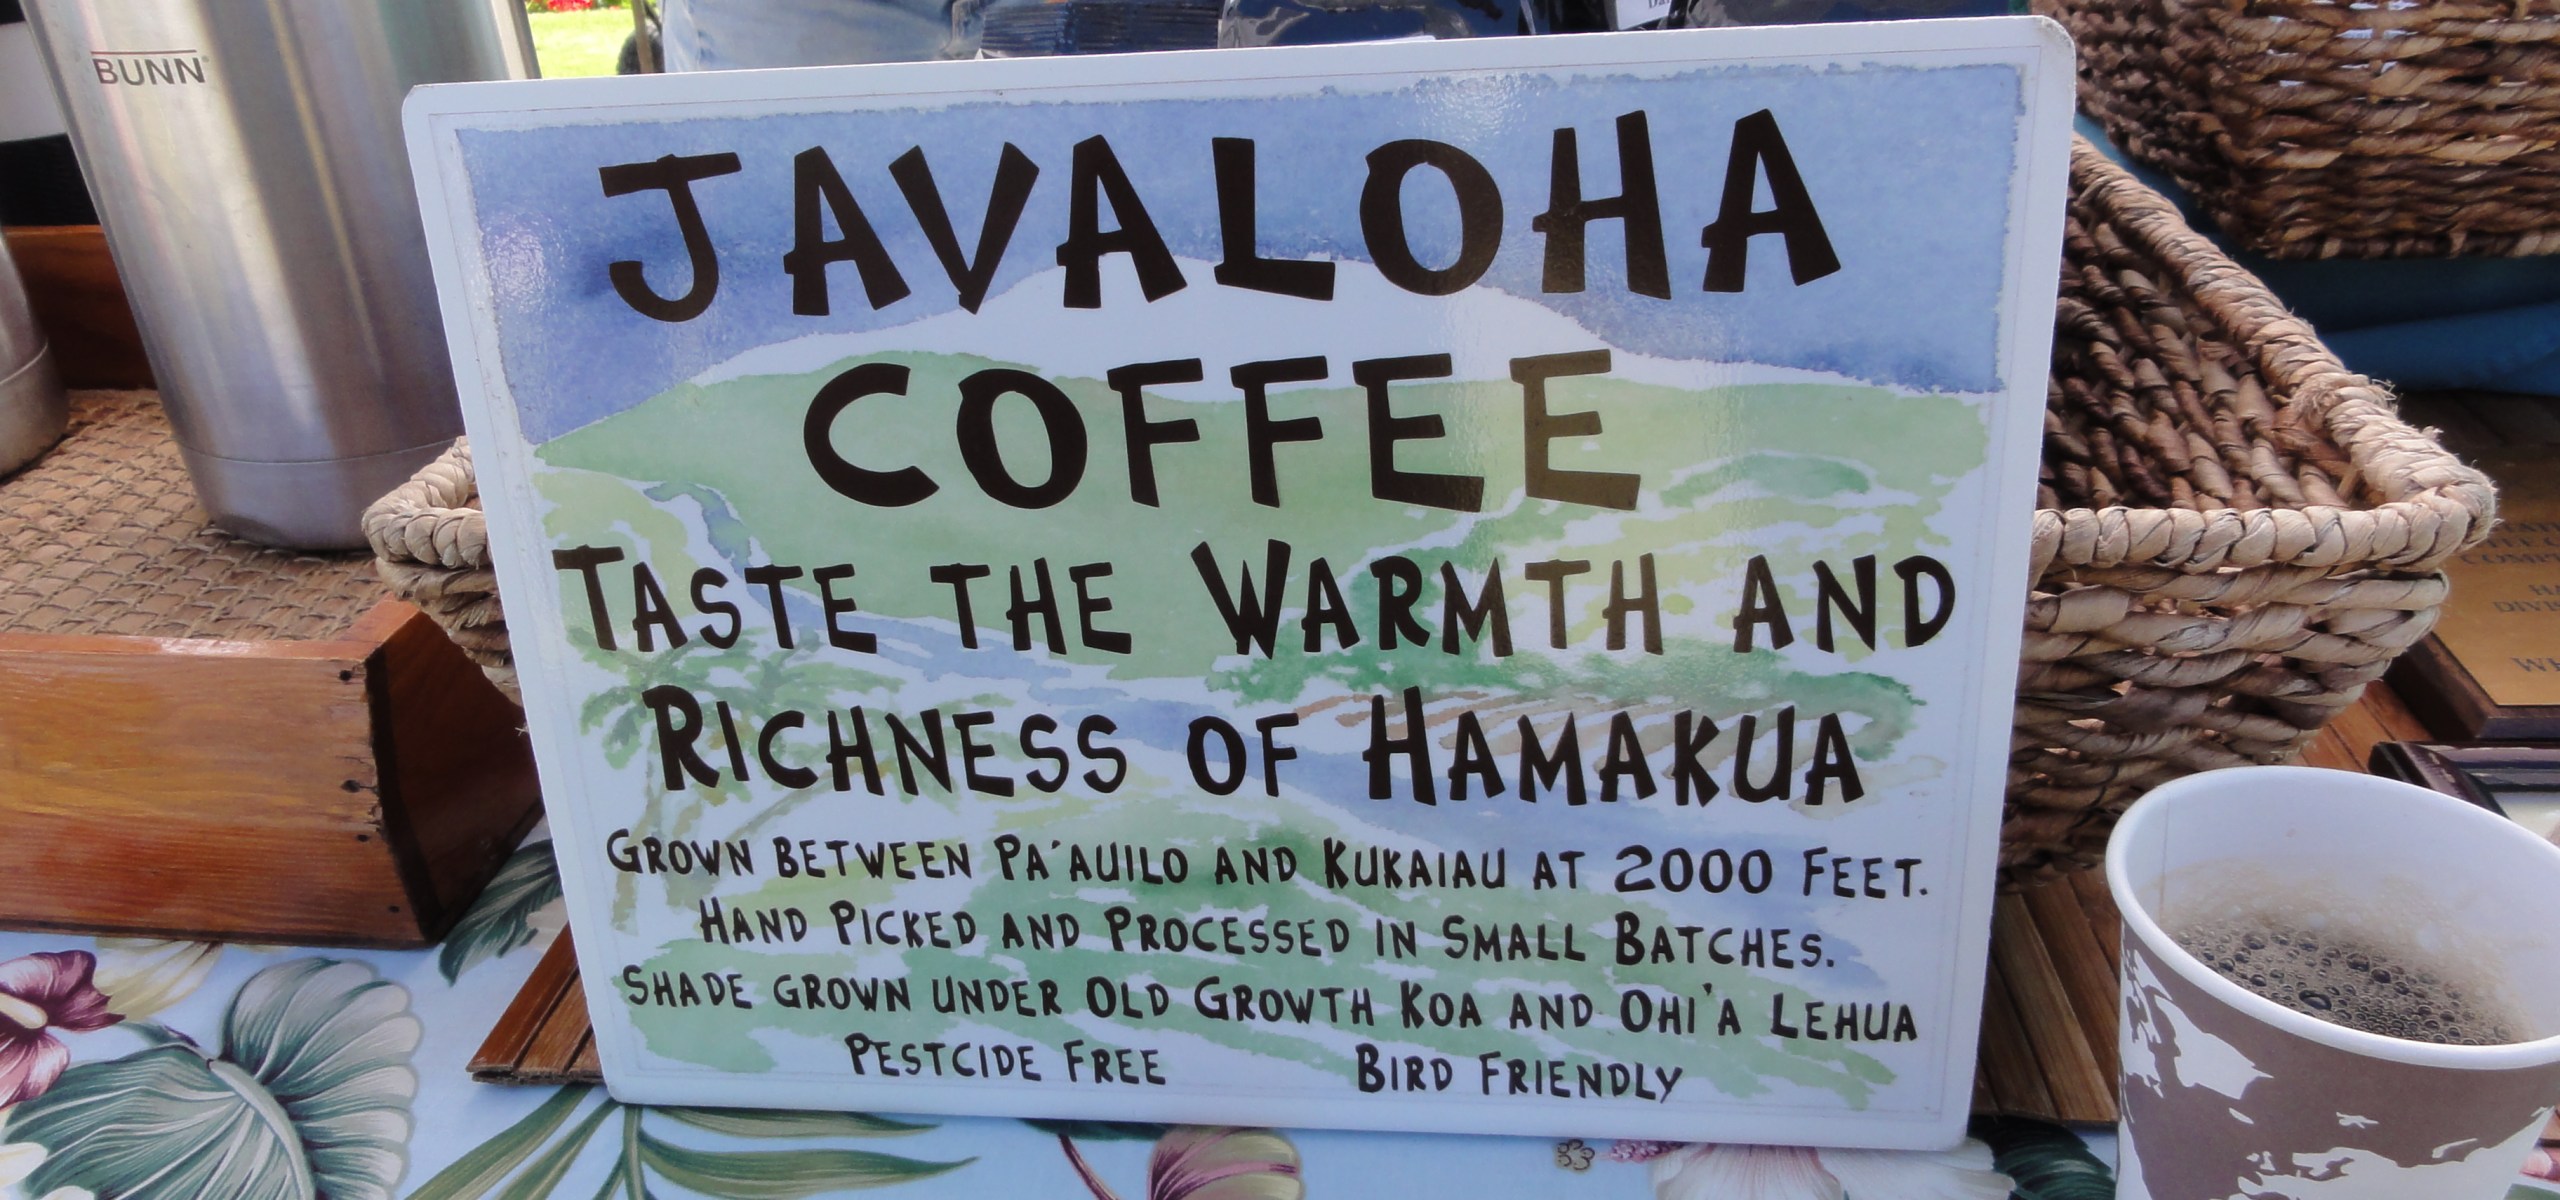 BUNN
JAVALOHA
COFFEE
TASTE THE WARMTH AND
RICHNESS OF HAMAKUA
GROWN BETWEEN PA'AUILO AND KUKAIAU AT 2000 FEET.
HAND PICKED AND PROCESSED IN SMALL BATCHES.
SHADE GROWN UNDER OLD GROWTH KOA AND OHI'A LEHUA
PESTCIDE FREE BIRD FRIENDLY